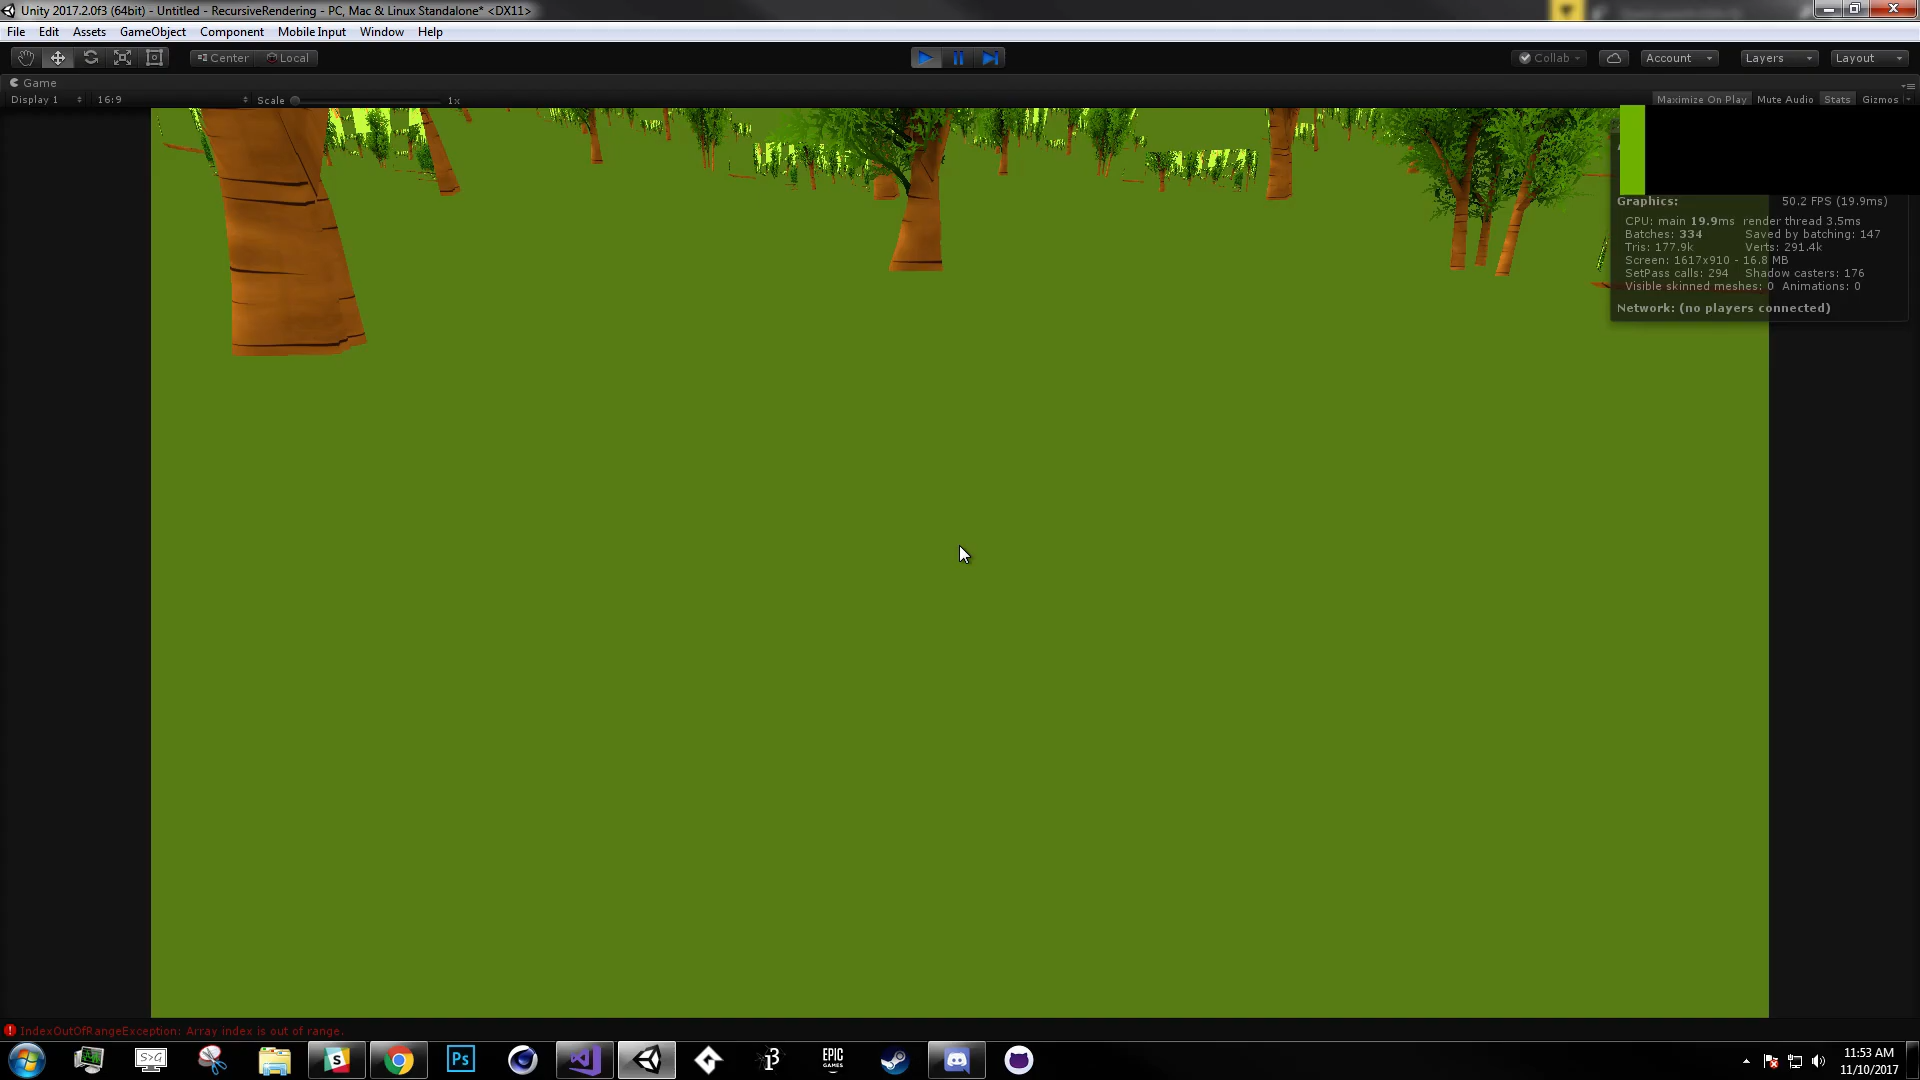 Unity 2017.2.0f3 (64bit) - Untitled - RecursiveRendering - PC, Mac & Linux Standalone* <DX11>
File Edit Assets GameObject Component Mobile Input Window Help
Center Local Collab Account Layers Layout
Game
Display 1 16:9 Scale 1x Maximize On Play Mute Audio Stats Gizmos
Graphics: 50.2 FPS (19.9ms)
CPU: main 19.9ms render thread 3.5ms
Batches: 334 Saved by batching: 147
Tris: 177.9k Verts: 291.4k
Screen: 1617x910 - 16.8 MB
SetPass calls: 294 Shadow casters: 176
Visible skinned meshes: 0 Animations: 0
Network: (no players connected)
IndexOutOfRangeException: Array index is out of range.
S>G S Ps EPIC GAMES
11:53 AM
11/10/2017